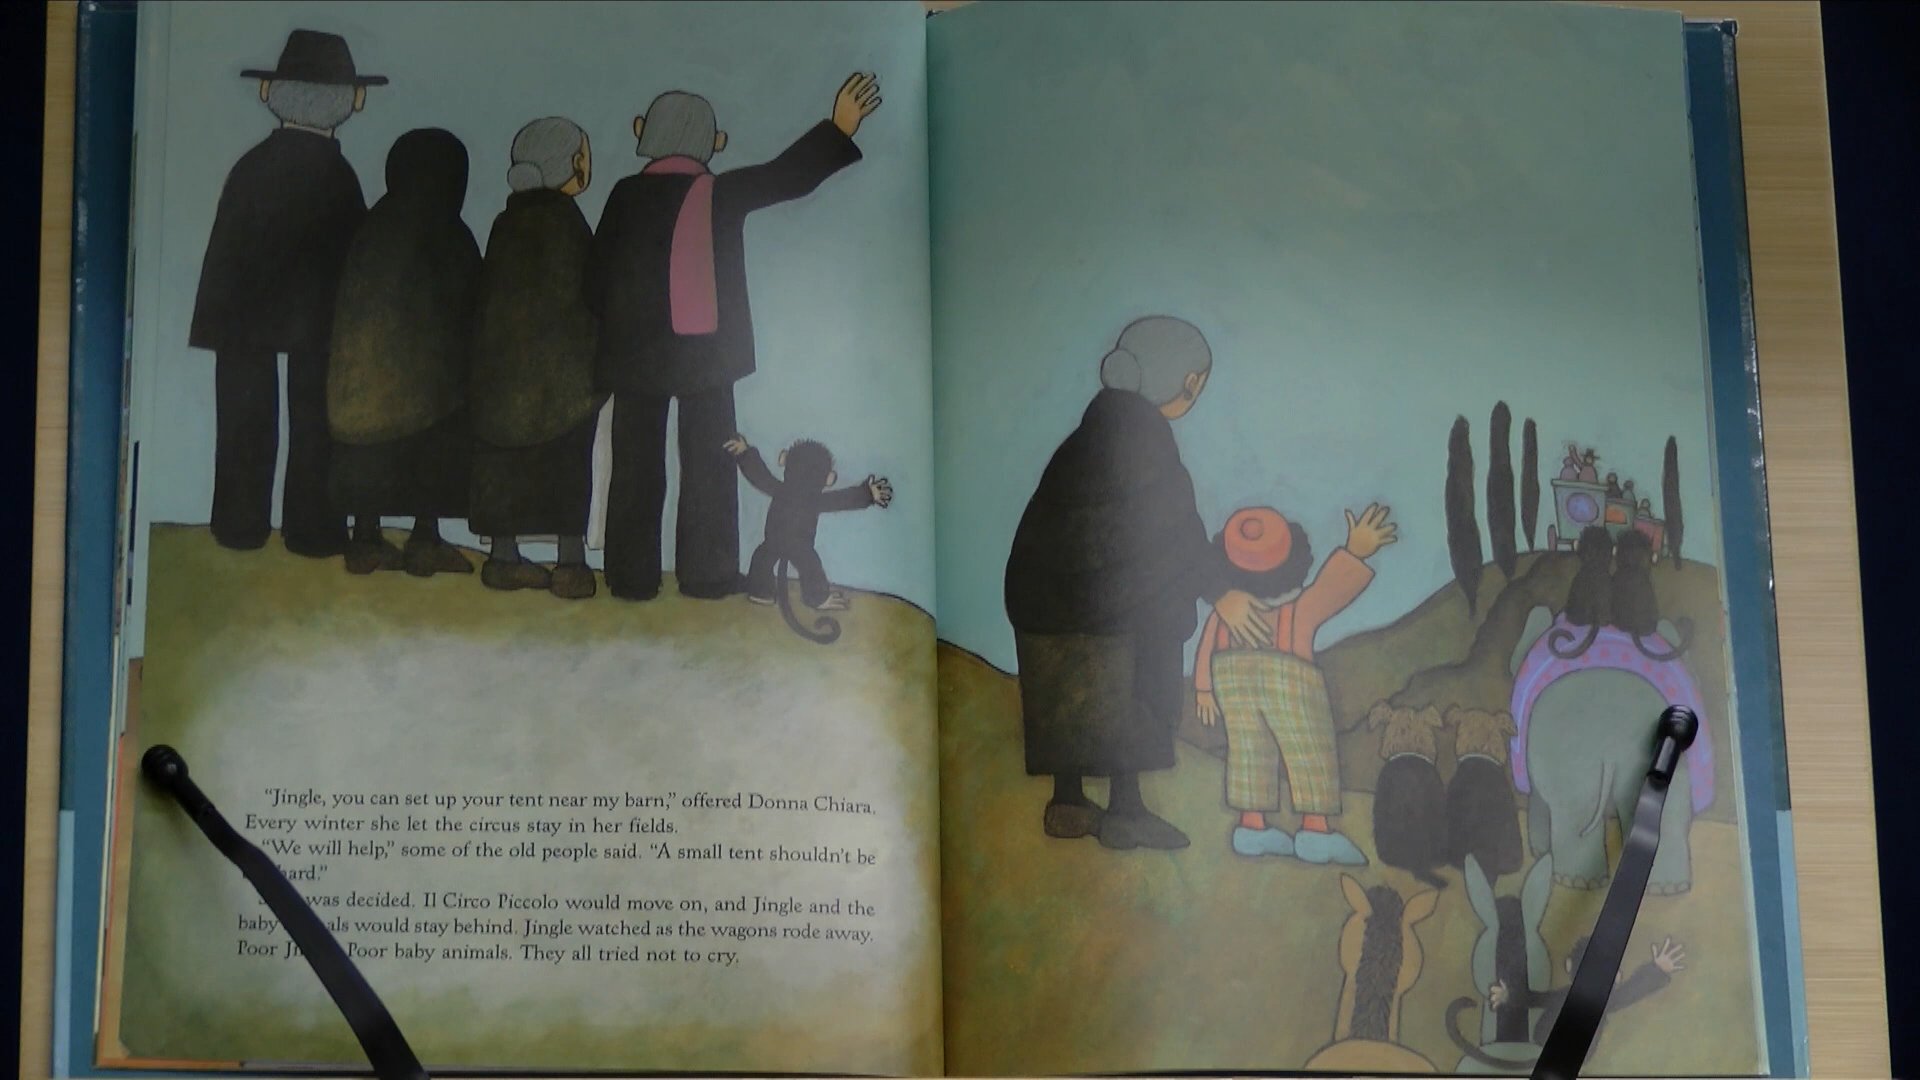 "Jingle, you can set up your tent near my barn," offered Donna Chiara.
Every winter she let the circus stay in her fields.
"We will help," some of the old people said. "A small tent shouldn't be
hard."
was decided. Il Circo Piccolo would move on, and Jingle and the
baby als would stay behind. Jingle watched as the wagons rode away.
Poor Ji Poor baby animals. They all tried not to cry.